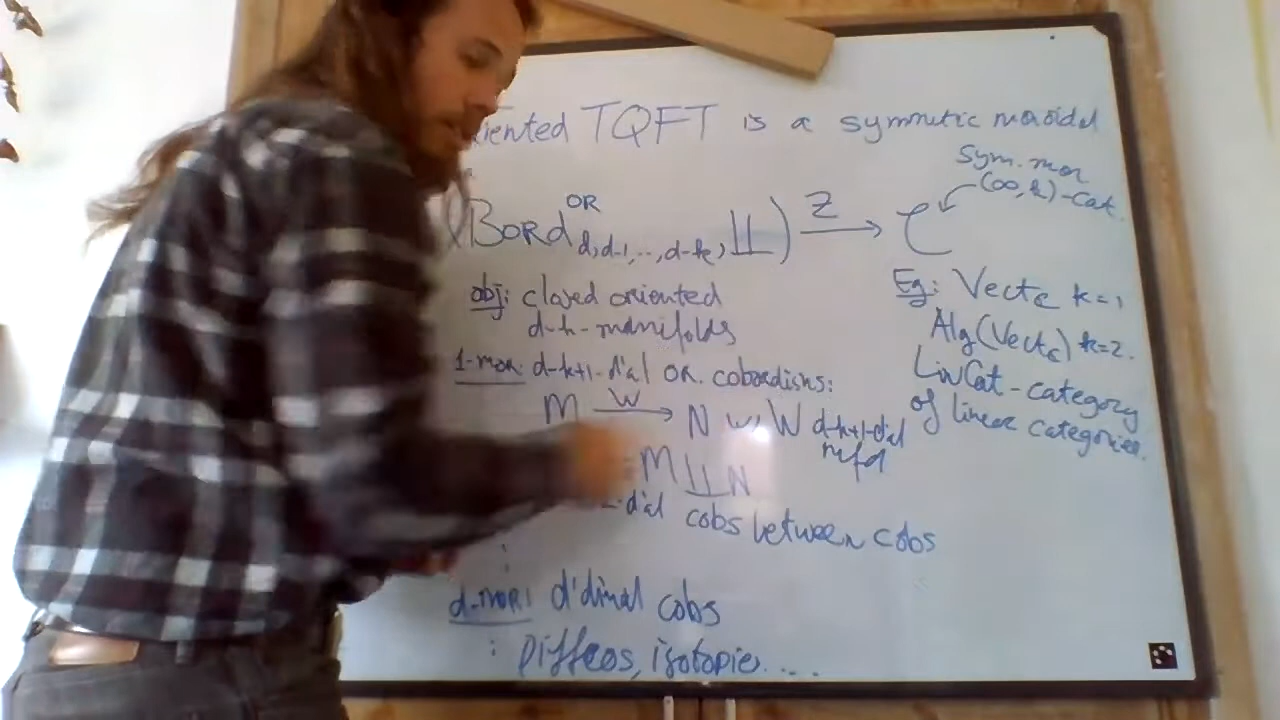 iented TQFT is a symmetric monoidal
(Bord OR d,d-1,...,d-k, ∐) Z → C
sym. mon
(∞,k)-cat.
obj: closed oriented
d-k-manifolds
1-mor: d-k+1-d'al OR. cobordisms:
M W → N w, W d-k+1-d'al
mfd
= M ∐ N
-d'al cobs between cobs
⋮
d-mor: d'dimal cobs
: Diffeos, isotopie....
Eg: Vect C k=1
Alg(Vect C) k=2.
LinCat - category
of linear categories.